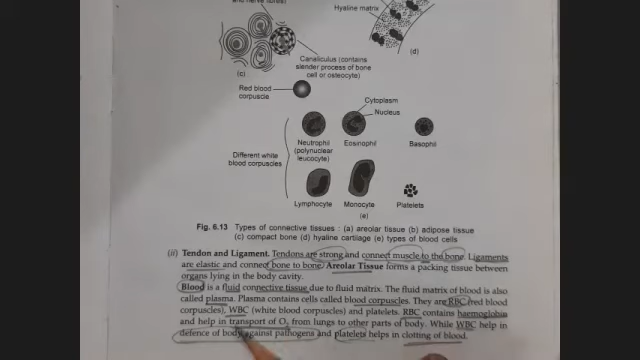 and nerve fibres)
Hyaline matrix
(d)
Canaliculus (contains
slender process of bone
cell or osteocyte)
(c)
Red blood
corpuscle
Cytoplasm
Nucleus
Neutrophil
(polynuclear
leucocyte)
Eosinophil
Basophil
Different white
blood corpuscles
Lymphocyte
Monocyte
Platelets
(e)
Fig. 6.13 Types of connective tissues : (a) areolar tissue (b) adipose tissue
(c) compact bone (d) hyaline cartilage (e) types of blood cells
(ii) Tendon and Ligament. Tendons are strong and connect muscle to the bone. Ligaments
are elastic and connect bone to bone. Areolar Tissue forms a packing tissue between
organs lying in the body cavity.
Blood is a fluid connective tissue due to fluid matrix. The fluid matrix of blood is also
called plasma. Plasma contains cells called blood corpuscles. They are RBC (red blood
corpuscles), WBC (white blood corpuscles) and platelets. RBC contains haemoglobin
and help in transport of O₂ from lungs to other parts of body. While WBC help in
defence of body against pathogens and platelets helps in clotting of blood.